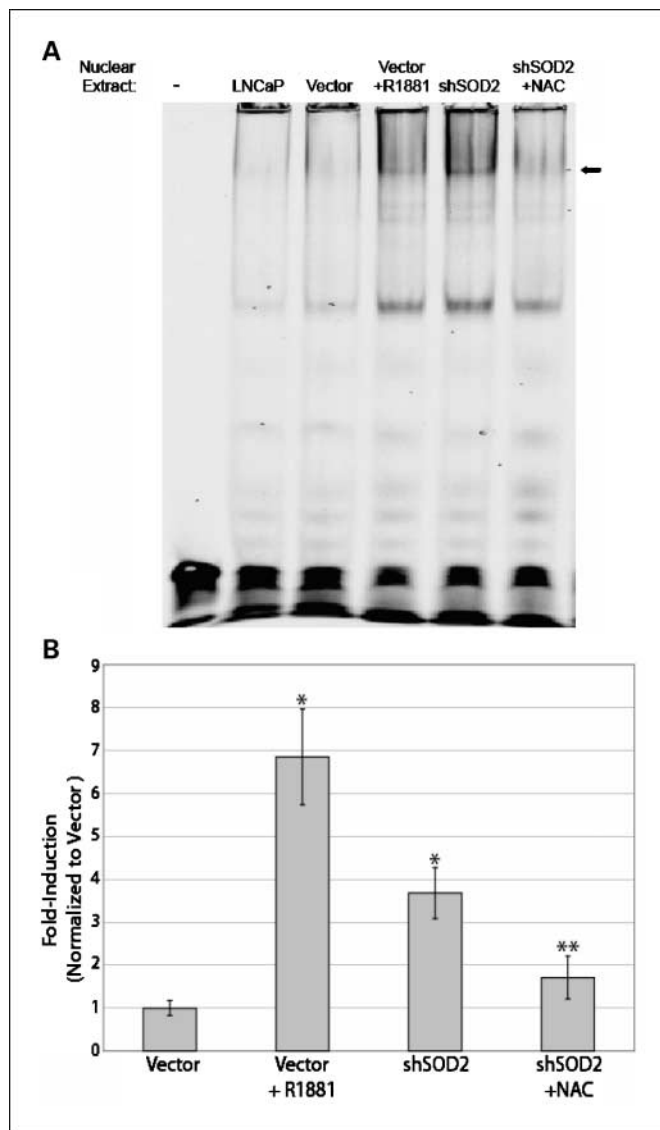 A
Nuclear Extract: - LNCaP Vector Vector +R1881 shSOD2 shSOD2 +NAC
B
Fold-Induction
(Normalized to Vector )
9
8
7
6
5
4
3
2
1
0
*
*
**
Vector Vector + R1881 shSOD2 shSOD2 +NAC